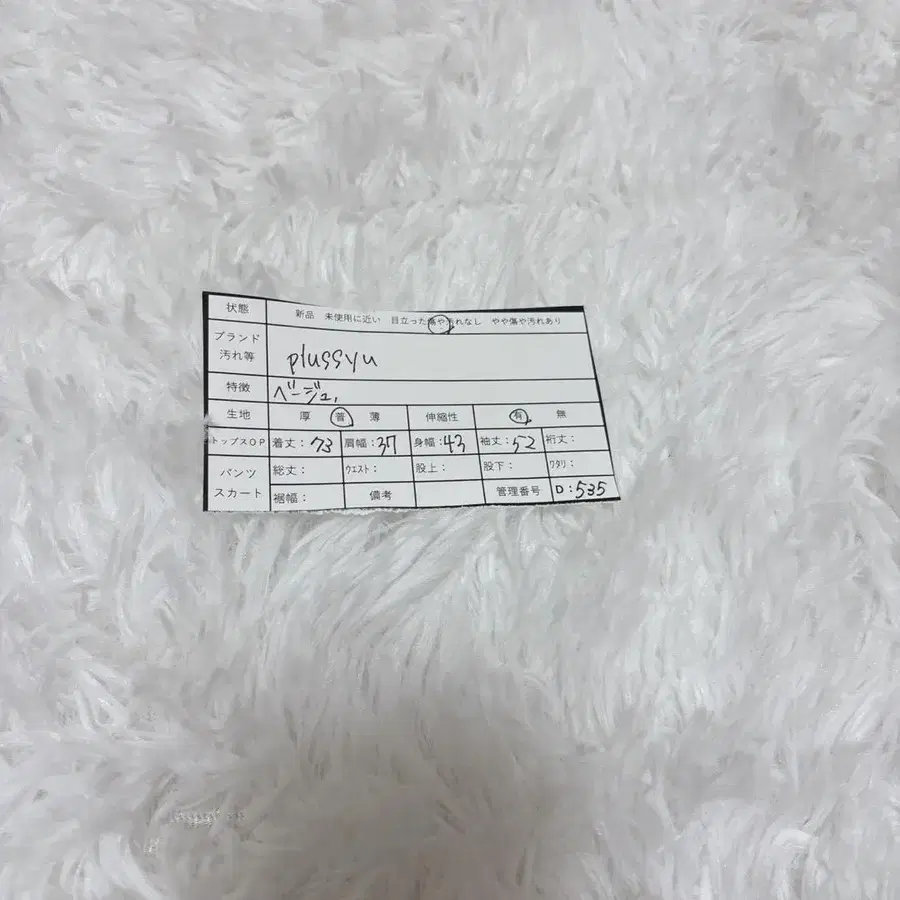 状態 新品 未使用に近い 目立った傷や汚れなし やや傷や汚れあり
ブランド
汚れ等 plussyu
特徴 ベージュ,
生地 厚 普 薄 伸縮性 有 無
トップスOP 着丈：73 肩幅：37 身幅：43 袖丈：52 裄丈：
パンツ 総丈： ウエスト： 股上： 股下： ワタリ：
スカート 裾幅： 備考 管理番号 D：535